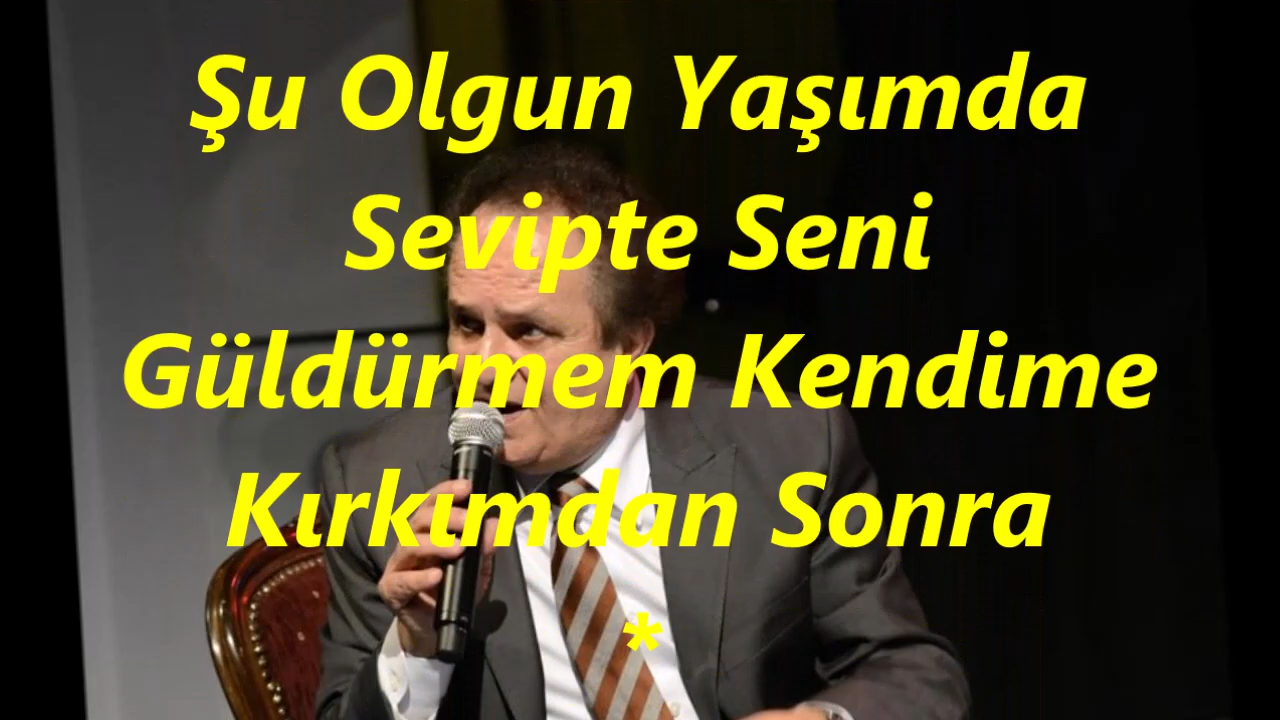 Şu Olgun Yaşımda
Sevipte Seni
Güldürmem Kendime
Kırkımdan Sonra
*